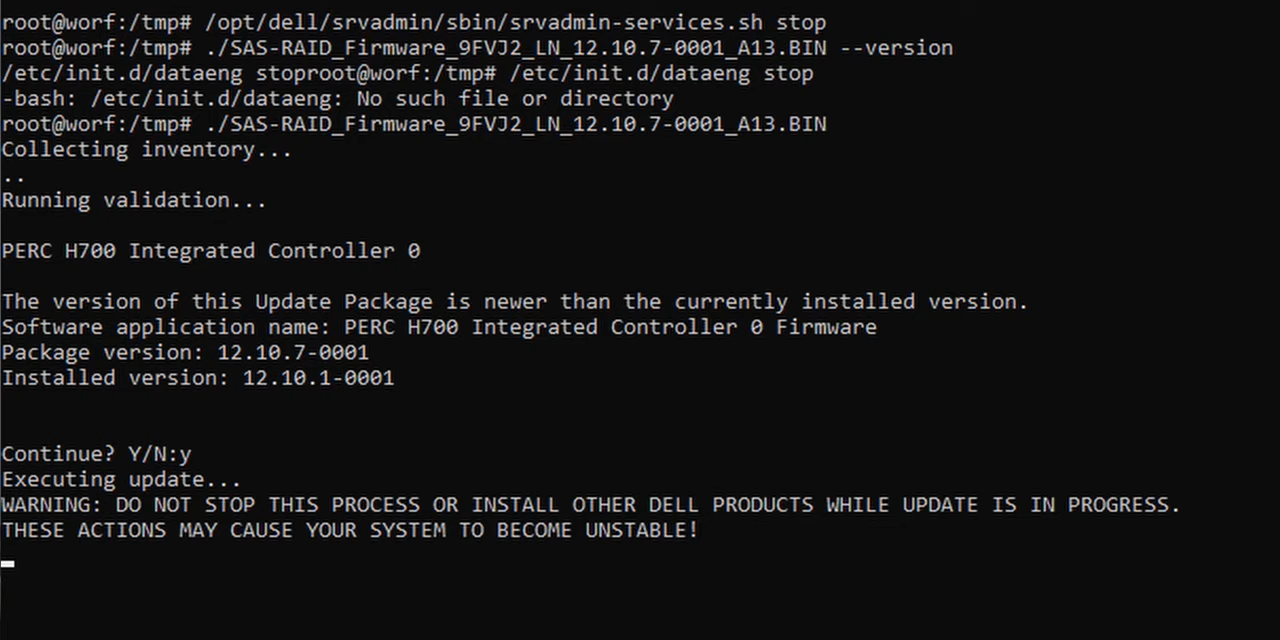 root@worf:/tmp# /opt/dell/srvadmin/sbin/srvadmin-services.sh stop
root@worf:/tmp# ./SAS-RAID_Firmware_9FVJ2_LN_12.10.7-0001_A13.BIN --version
/etc/init.d/dataeng stoproot@worf:/tmp# /etc/init.d/dataeng stop
-bash: /etc/init.d/dataeng: No such file or directory
root@worf:/tmp# ./SAS-RAID_Firmware_9FVJ2_LN_12.10.7-0001_A13.BIN
Collecting inventory...
..
Running validation...
PERC H700 Integrated Controller 0
The version of this Update Package is newer than the currently installed version.
Software application name: PERC H700 Integrated Controller 0 Firmware
Package version: 12.10.7-0001
Installed version: 12.10.1-0001
Continue? Y/N:y
Executing update...
WARNING: DO NOT STOP THIS PROCESS OR INSTALL OTHER DELL PRODUCTS WHILE UPDATE IS IN PROGRESS.
THESE ACTIONS MAY CAUSE YOUR SYSTEM TO BECOME UNSTABLE!